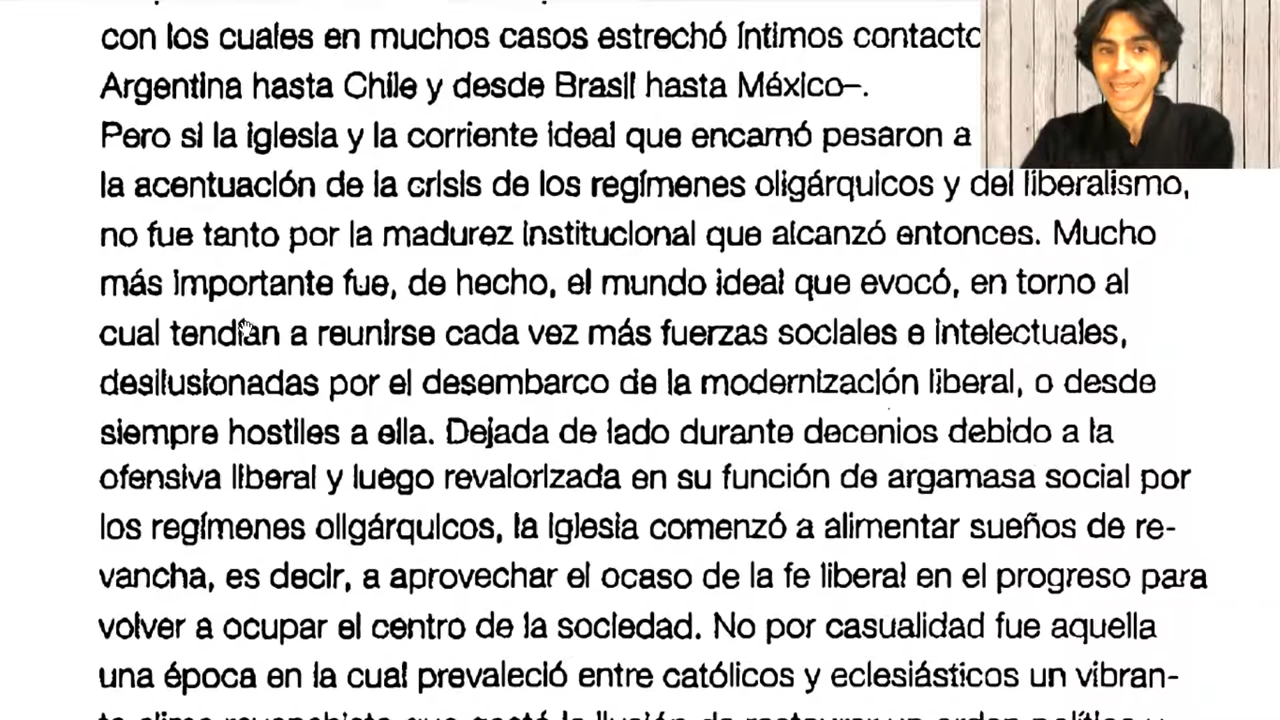 con los cuales en muchos casos estrechó íntimos
Argentina hasta Chile y desde Brasil hasta México–.
Pero si la iglesia y la corriente ideal que encarnó pesaron a
la acentuación de la crisis de los regímenes oligárquicos y del liberalismo,
no fue tanto por la madurez institucional que alcanzó entonces. Mucho
más importante fue, de hecho, el mundo ideal que evocó, en torno al
cual tendían a reunirse cada vez más fuerzas sociales e intelectuales,
desilusionadas por el desembarco de la modernización liberal, o desde
siempre hostiles a ella. Dejada de lado durante decenios debido a la
ofensiva liberal y luego revalorizada en su función de argamasa social por
los regímenes oligárquicos, la Iglesia comenzó a alimentar sueños de re-
vancha, es decir, a aprovechar el ocaso de la fe liberal en el progreso para
volver a ocupar el centro de la sociedad. No por casualidad fue aquella
una época en la cual prevaleció entre católicos y eclesiásticos un vibran-